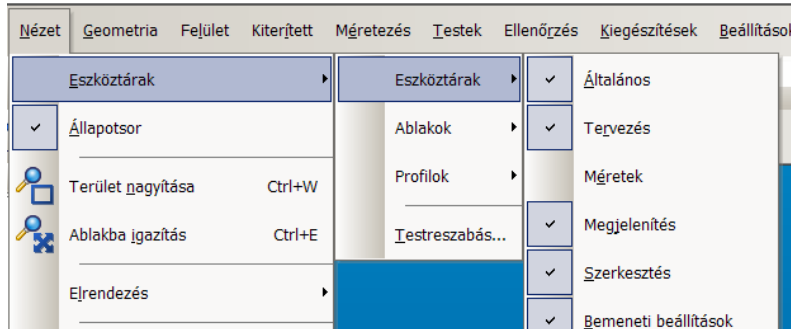 Nézet Geometria Felület Kiterített Méretezés Testek Ellenőrzés Kiegészítések Beállítások
Eszköztárak
Állapotsor
Terület nagyítása Ctrl+W
Ablakba igazítás Ctrl+E
Elrendezés
Eszköztárak
Ablakok
Profilok
Testreszabás...
Általános
Tervezés
Méretek
Megjelenítés
Szerkesztés
Bemeneti beállítások